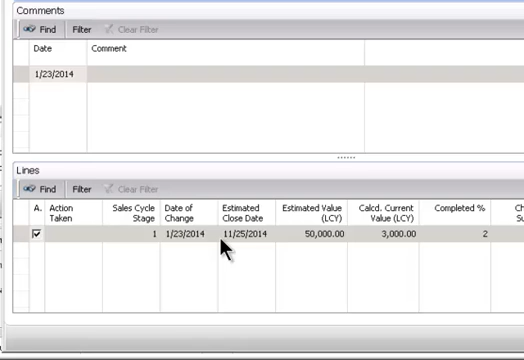 Comments
Find Filter Clear Filter
Date Comment
1/23/2014
Lines
Find Filter Clear Filter
A. Action Taken Sales Cycle Stage Date of Change Estimated Close Date Estimated Value (LCY) Calcd. Current Value (LCY) Completed % Ch Su
1 1/23/2014 11/25/2014 50,000.00 3,000.00 2